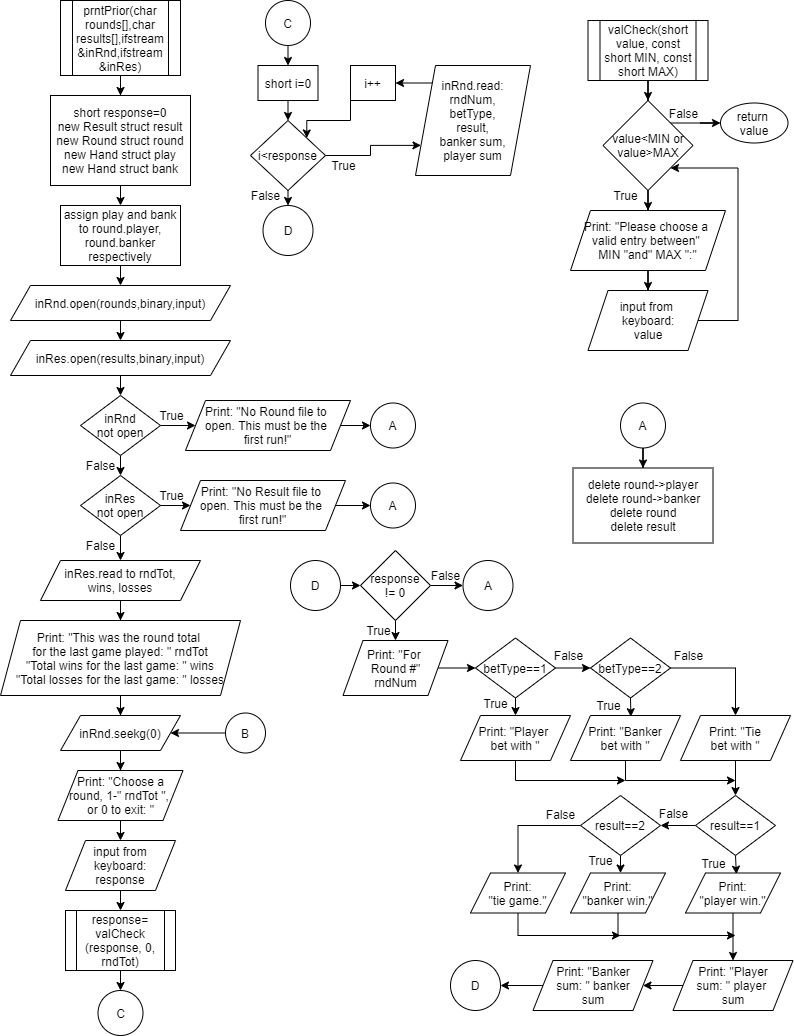 prntPrior(char
rounds[],char
results[],ifstream
&inRnd,ifstream
&inRes)
short response=0
new Result struct result
new Round struct round
new Hand struct play
new Hand struct bank
assign play and bank
to round.player,
round.banker
respectively
inRnd.open(rounds,binary,input)
inRes.open(results,binary,input)
inRnd
not open
True
Print: "No Round file to
open. This must be the
first run!"
A
False
inRes
not open
True
Print: "No Result file to
open. This must be the
first run!"
A
False
inRes.read to rndTot,
wins, losses
Print: "This was the round total
for the last game played: " rndTot
"Total wins for the last game: " wins
"Total losses for the last game: " losses
inRnd.seekg(0)
B
Print: "Choose a
round, 1-" rndTot ",
or 0 to exit: "
input from
keyboard:
response
response=
valCheck
(response, 0,
rndTot)
C
C
short i=0
i++
inRnd.read:
rndNum,
betType,
result,
banker sum,
player sum
i<response
True
False
D
valCheck(short
value, const
short MIN, const
short MAX)
False
return
value
value<MIN or
value>MAX
True
Print: "Please choose a
valid entry between"
MIN "and" MAX ":"
input from
keyboard:
value
A
delete round->player
delete round->banker
delete round
delete result
D
response
!= 0
False
A
True
Print: "For
Round #"
rndNum
betType==1
False
betType==2
False
True
True
Print: "Player
bet with "
Print: "Banker
bet with "
Print: "Tie
bet with "
False
result==2
False
result==1
True
True
Print:
"tie game."
Print:
"banker win."
Print:
"player win."
D
Print: "Banker
sum: " banker
sum
Print: "Player
sum: " player
sum